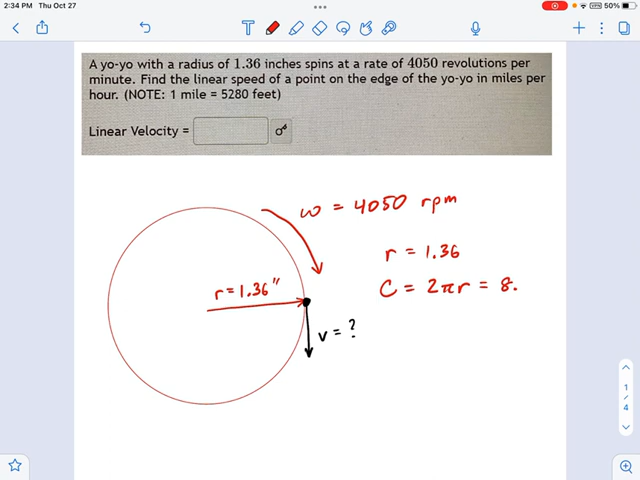 2:34 PM Thu Oct 27
VPN 50%
T
A yo-yo with a radius of 1.36 inches spins at a rate of 4050 revolutions per
minute. Find the linear speed of a point on the edge of the yo-yo in miles per
hour. (NOTE: 1 mile = 5280 feet)
Linear Velocity =
ω = 4050 rpm
r = 1.36
r = 1.36"
C = 2πr = 8.
v = ?
1
/
4